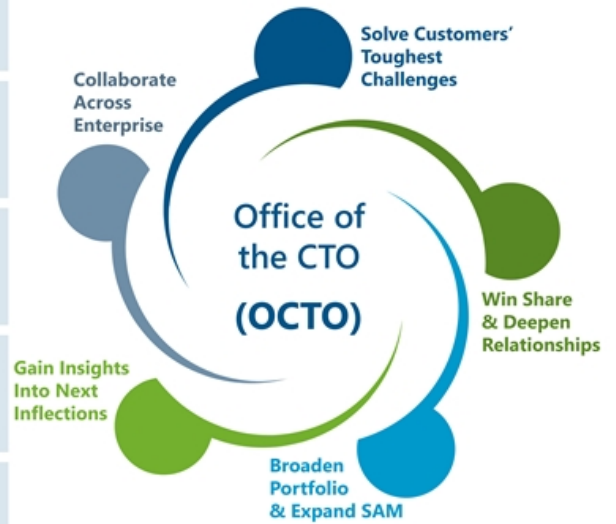 Solve Customers'
Toughest
Challenges
Collaborate
Across
Enterprise
Office of
the CTO
(OCTO)
Win Share
& Deepen
Relationships
Gain Insights
Into Next
Inflections
Broaden
Portfolio
& Expand SAM